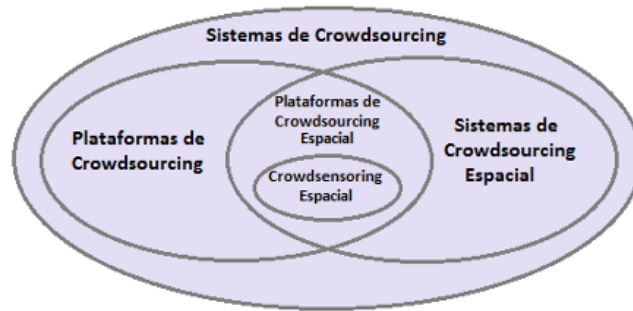 Sistemas de Crowdsourcing
Plataformas de
Crowdsourcing
Plataformas de
Crowdsourcing
Espacial
Crowdsensoring
Espacial
Sistemas de
Crowdsourcing
Espacial